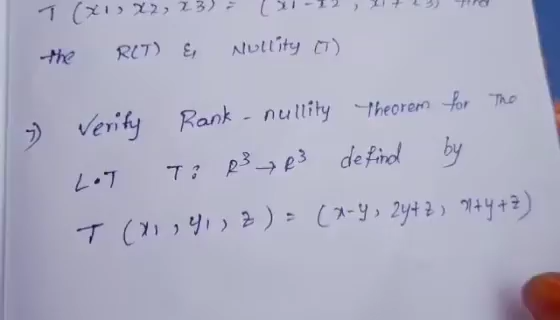 T (x1, x2, x3) = (x1-x2, x1+x3) find
the R(T) & Nullity (T)
7) Verify Rank-nullity Theorem for The
L.T T: R³→R³ defind by
T (x1, y1, z) = (x-y, 2y+z, x+y+z)